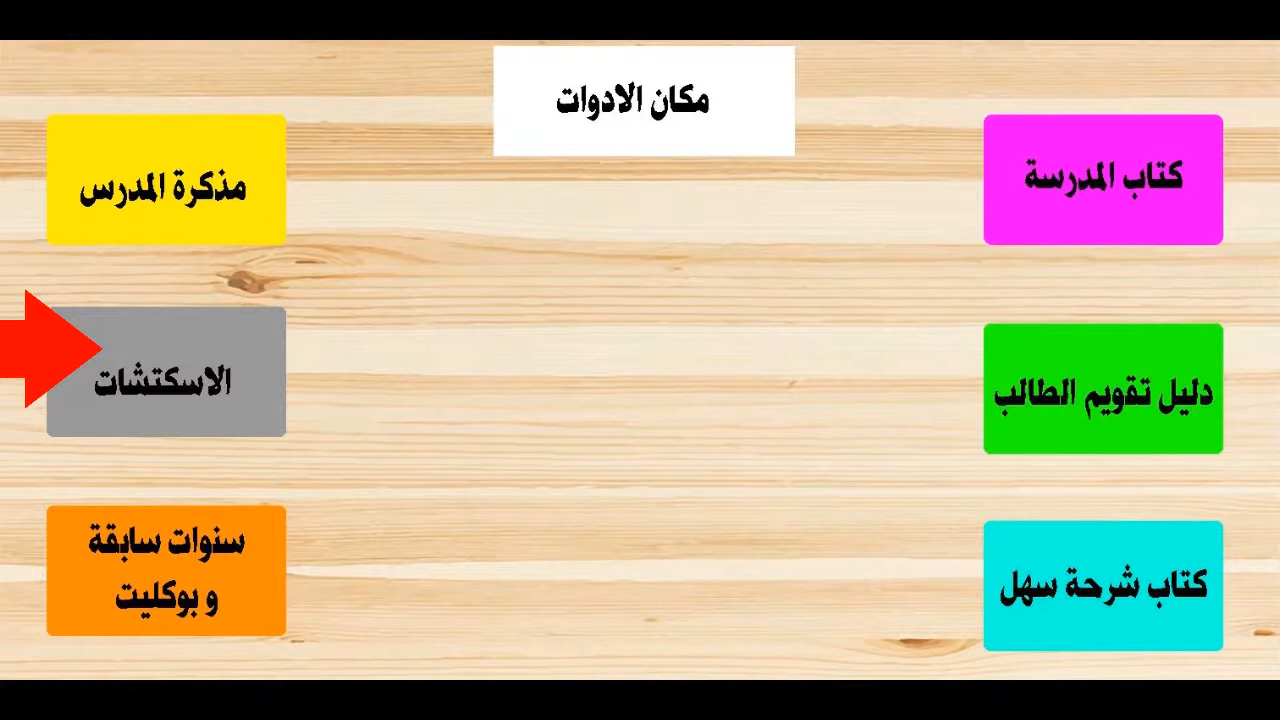 مكان الادوات
كتاب المدرسة
مذكرة المدرس
دليل تقويم الطالب
الاسكتشات
كتاب شرحة سهل
سنوات سابقة
و بوكليت